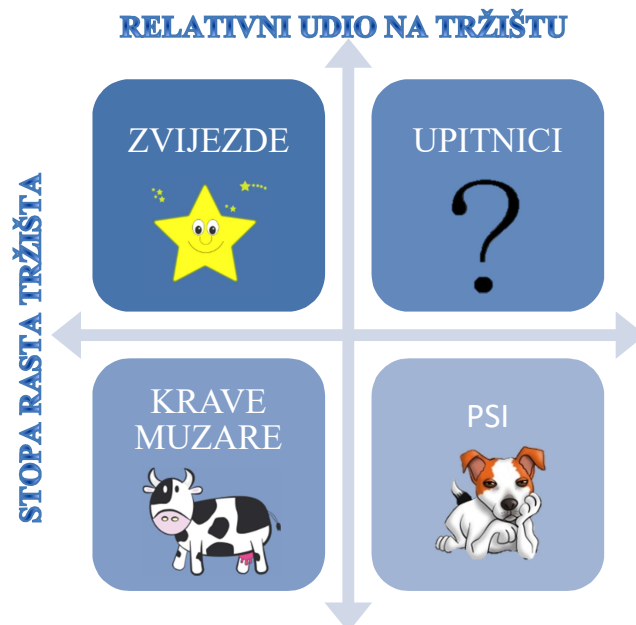 RELATIVNI UDIO NA TRŽIŠTU
STOPA RASTA TRŽIŠTA
ZVIJEZDE
UPITNICI
?
KRAVE
MUZARE
PSI